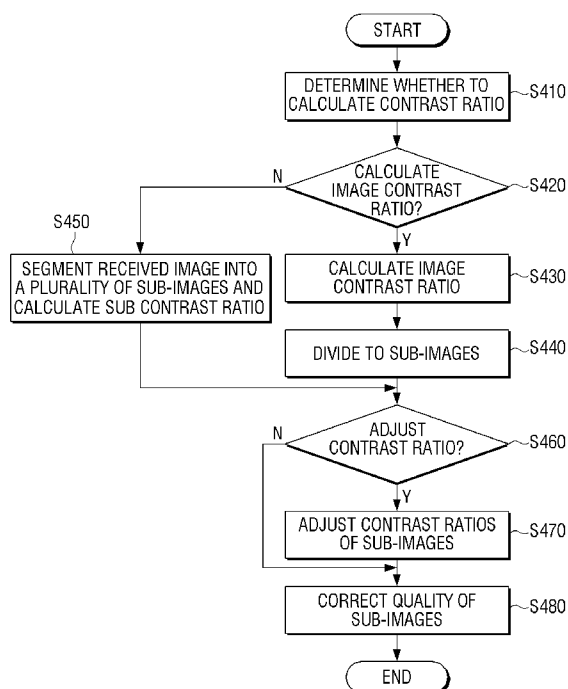 START
DETERMINE WHETHER TO
CALCULATE CONTRAST RATIO
S410
CALCULATE
IMAGE CONTRAST
RATIO?
S420
N
Y
S450
SEGMENT RECEIVED IMAGE INTO
A PLURALITY OF SUB-IMAGES AND
CALCULATE SUB CONTRAST RATIO
CALCULATE IMAGE
CONTRAST RATIO
S430
DIVIDE TO SUB-IMAGES
S440
ADJUST
CONTRAST RATIO?
S460
N
Y
ADJUST CONTRAST RATIOS
OF SUB-IMAGES
S470
CORRECT QUALITY OF
SUB-IMAGES
S480
END